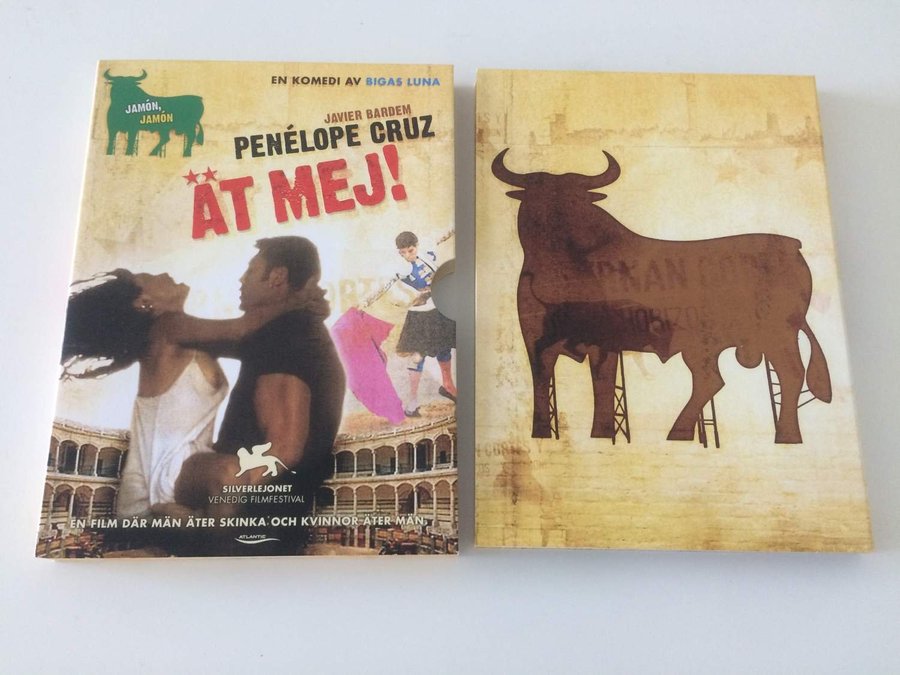 JAMÓN,
JAMÓN
EN KOMEDI AV BIGAS LUNA
JAVIER BARDEM
PENÉLOPE CRUZ
ÄT MEJ!
SILVERLEJONET
VENEDIG FILMFESTIVAL
EN FILM DÄR MÄN ÄTER SKINKA OCH KVINNOR ÄTER MÄN.
ATLANTIC